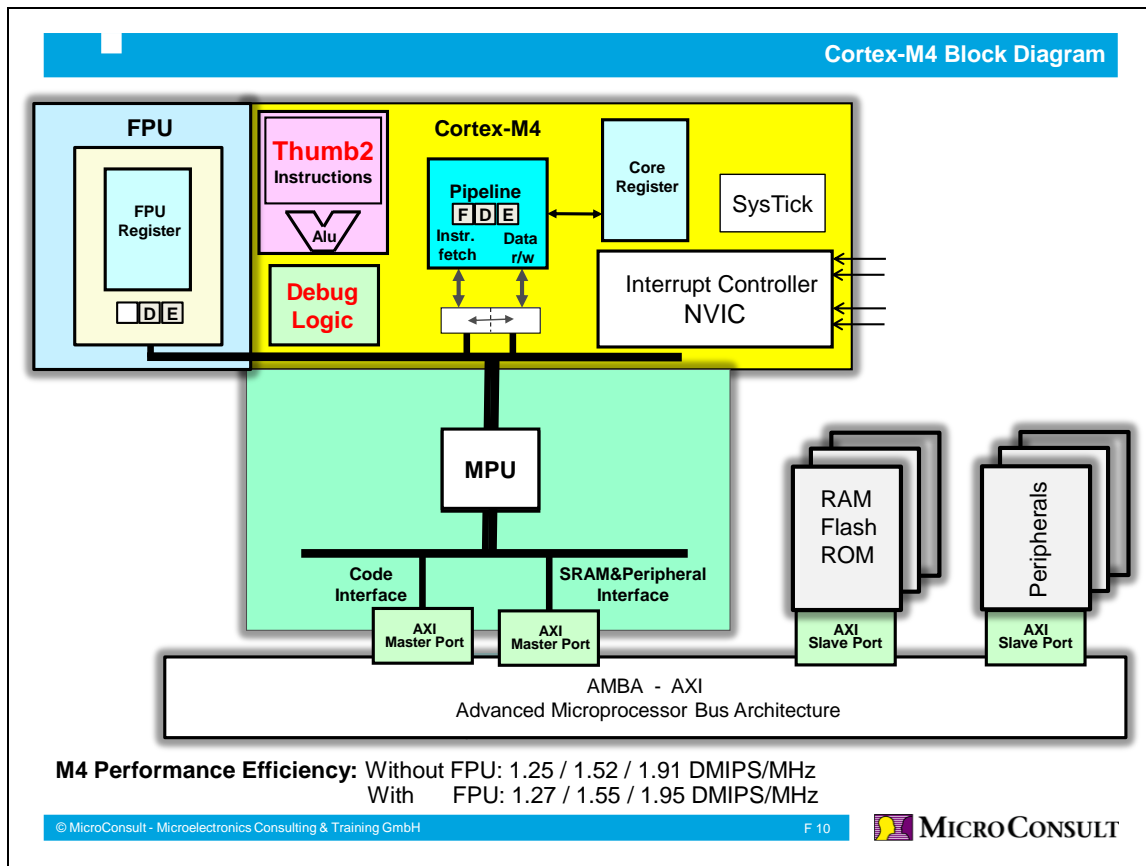 Cortex-M4 Block Diagram
FPU
FPU
Register
D E
Thumb2
Instructions
Alu
Debug
Logic
Cortex-M4
Pipeline
F D E
Instr.
fetch
Data
r/w
Core
Register
SysTick
Interrupt Controller
NVIC
MPU
Code
Interface
SRAM&Peripheral
Interface
AXI
Master Port
AXI
Master Port
RAM
Flash
ROM
AXI
Slave Port
Peripherals
AXI
Slave Port
AMBA - AXI
Advanced Microprocessor Bus Architecture
M4 Performance Efficiency: Without FPU: 1.25 / 1.52 / 1.91 DMIPS/MHz
With FPU: 1.27 / 1.55 / 1.95 DMIPS/MHz
© MicroConsult - Microelectronics Consulting & Training GmbH
F 10
MICROCONSULT